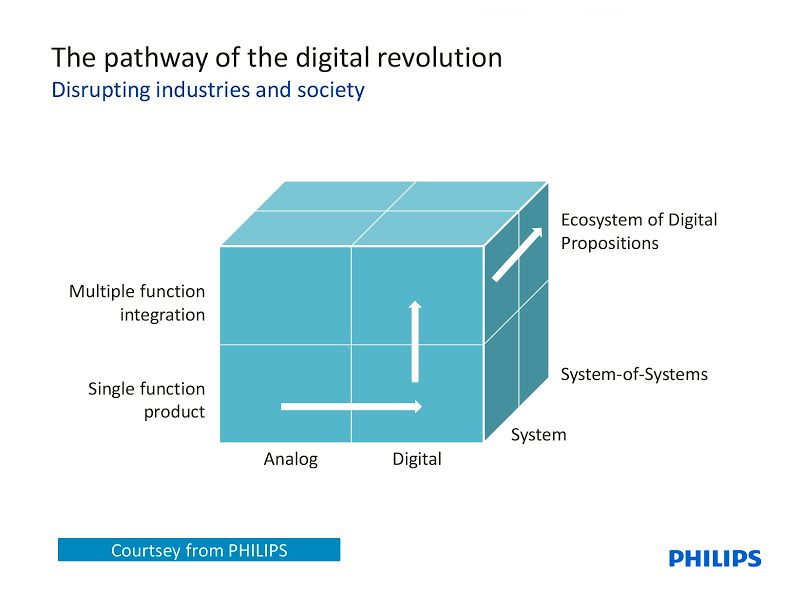 The pathway of the digital revolution
Disrupting industries and society
Ecosystem of Digital
Propositions
Multiple function
integration
System-of-Systems
Single function
product
System
Analog
Digital
Courtsey from PHILIPS
PHILIPS